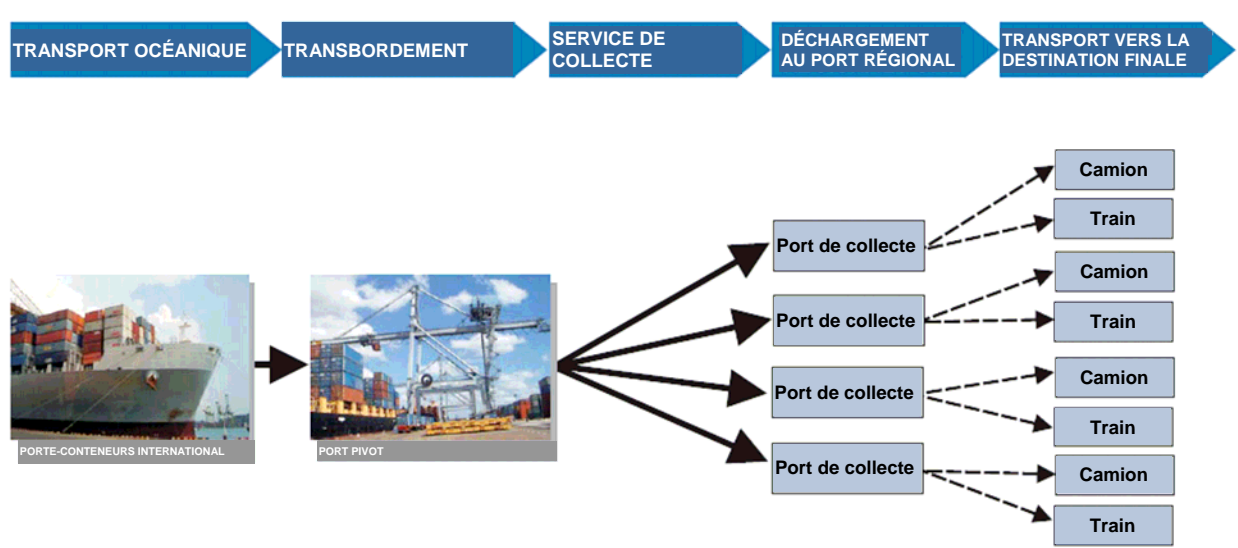 TRANSPORT OCÉANIQUE
TRANSBORDEMENT
SERVICE DE
COLLECTE
DÉCHARGEMENT
AU PORT RÉGIONAL
TRANSPORT VERS LA
DESTINATION FINALE
Camion
Train
Port de collecte
Camion
Train
Port de collecte
Camion
Train
Port de collecte
Camion
Train
Port de collecte
PORTE-CONTENEURS INTERNATIONAL
PORT PIVOT